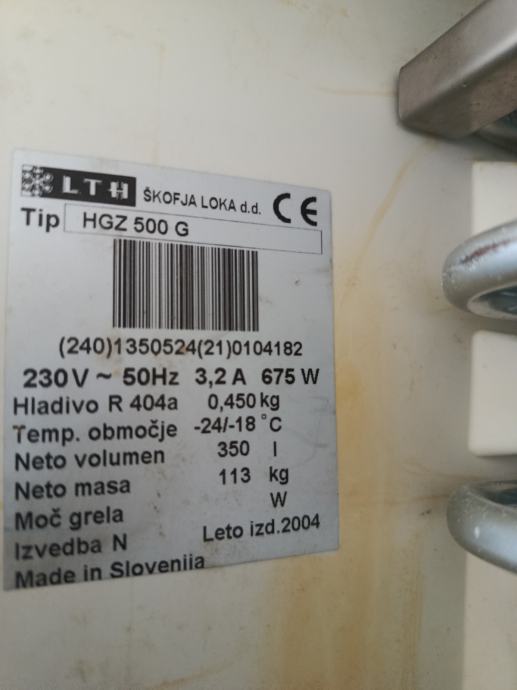 LTH ŠKOFJA LOKA d.d. CE
Tip HGZ 500 G
(240)1350524(21)0104182
230V ~ 50Hz 3,2 A 675 W
Hladivo R 404a 0,450 kg
Temp. območje -24/-18 °C
Neto volumen 350 l
Neto masa 113 kg
Moč grela W
Izvedba N Leto izd.2004
Made in Slovenija